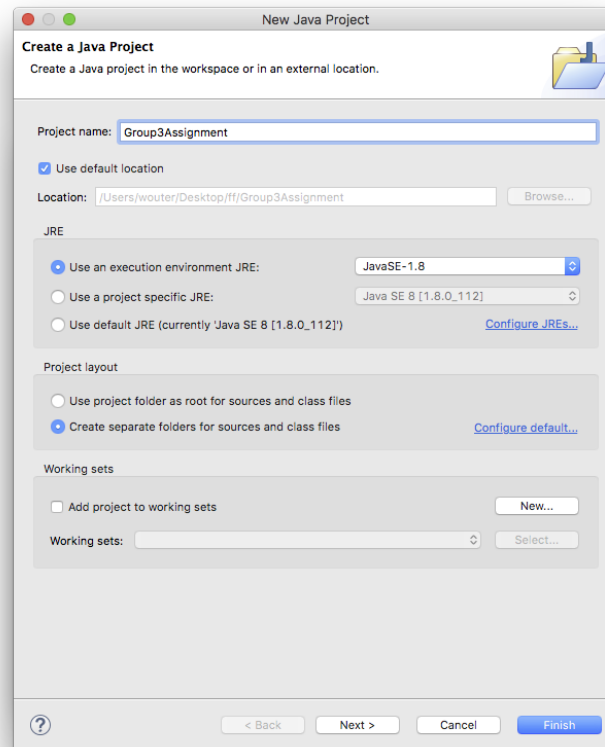 New Java Project
Create a Java Project
Create a Java project in the workspace or in an external location.
Project name: Group3Assignment
Use default location
Location: /Users/wouter/Desktop/ff/Group3Assignment Browse...
JRE
Use an execution environment JRE: JavaSE-1.8
Use a project specific JRE: Java SE 8 [1.8.0_112]
Use default JRE (currently 'Java SE 8 [1.8.0_112]') Configure JREs...
Project layout
Use project folder as root for sources and class files
Create separate folders for sources and class files Configure default...
Working sets
Add project to working sets New...
Working sets: Select...
? < Back Next > Cancel Finish